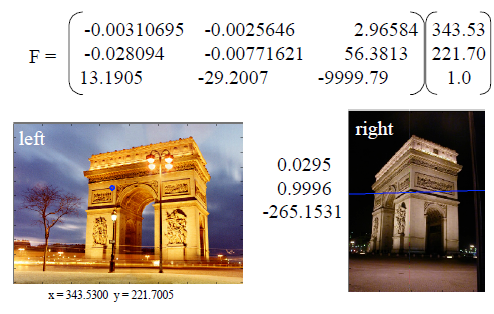 -0.00310695 -0.0025646 2.96584 343.53
F = -0.028094 -0.00771621 56.3813 221.70
13.1905 -29.2007 -9999.79 1.0
left
right
0.0295
0.9996
-265.1531
x = 343.5300 y = 221.7005